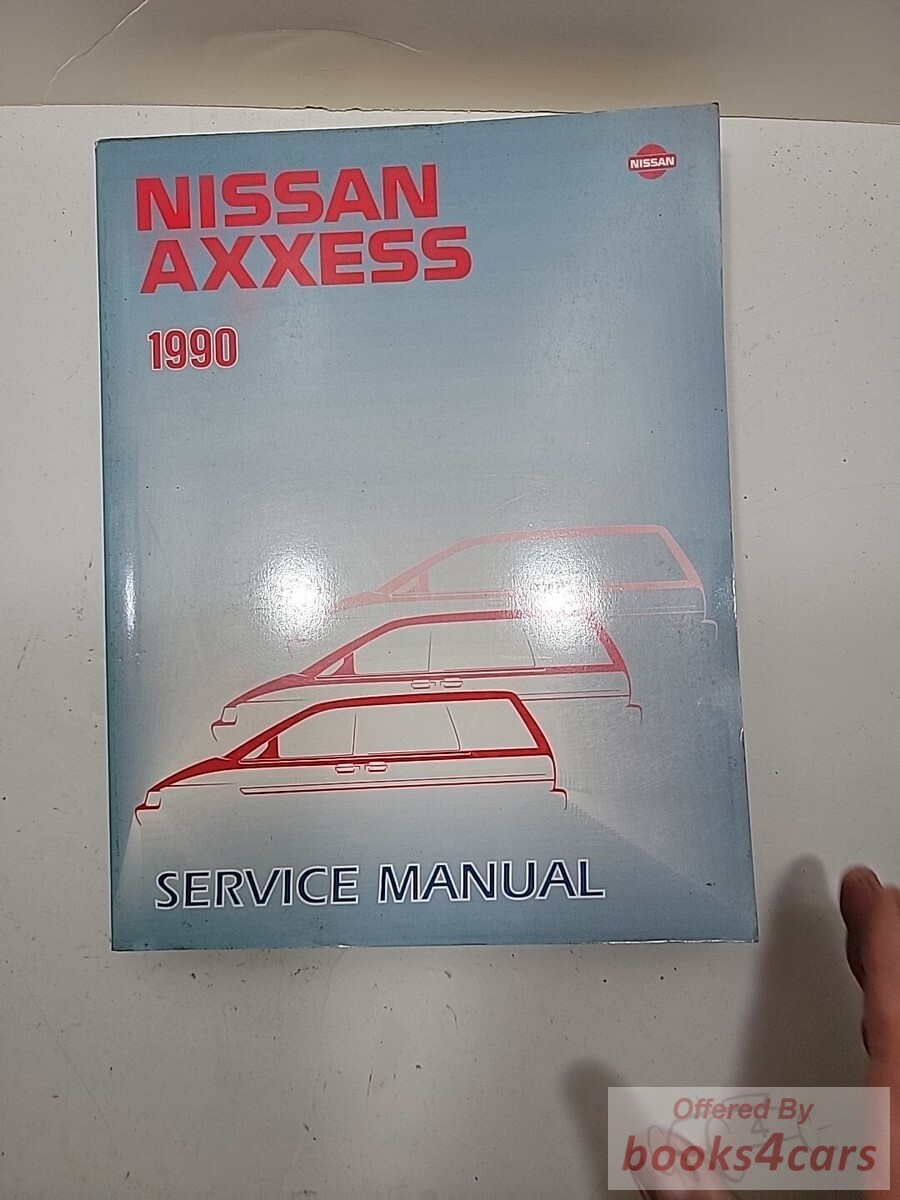 NISSAN
AXXESS
NISSAN
1990
SERVICE MANUAL
Offered By
books4cars